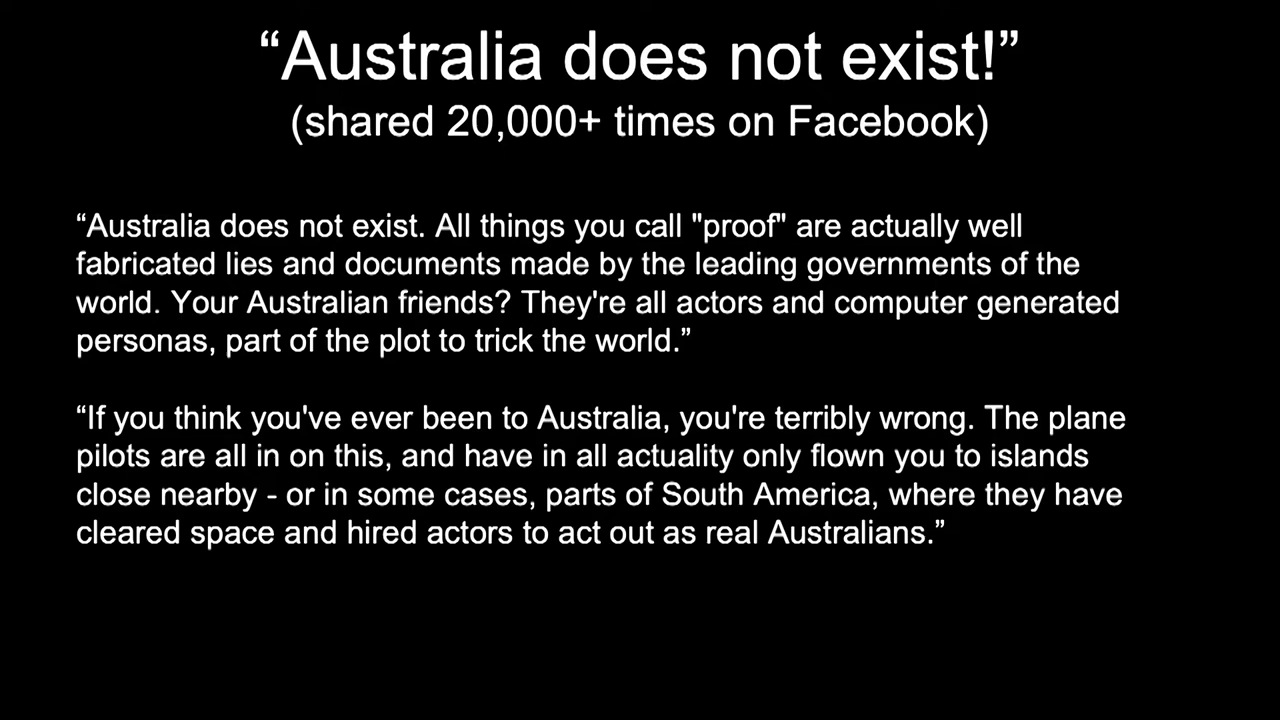 “Australia does not exist!”
(shared 20,000+ times on Facebook)
“Australia does not exist. All things you call "proof" are actually well
fabricated lies and documents made by the leading governments of the
world. Your Australian friends? They're all actors and computer generated
personas, part of the plot to trick the world.”
“If you think you've ever been to Australia, you're terribly wrong. The plane
pilots are all in on this, and have in all actuality only flown you to islands
close nearby - or in some cases, parts of South America, where they have
cleared space and hired actors to act out as real Australians.”